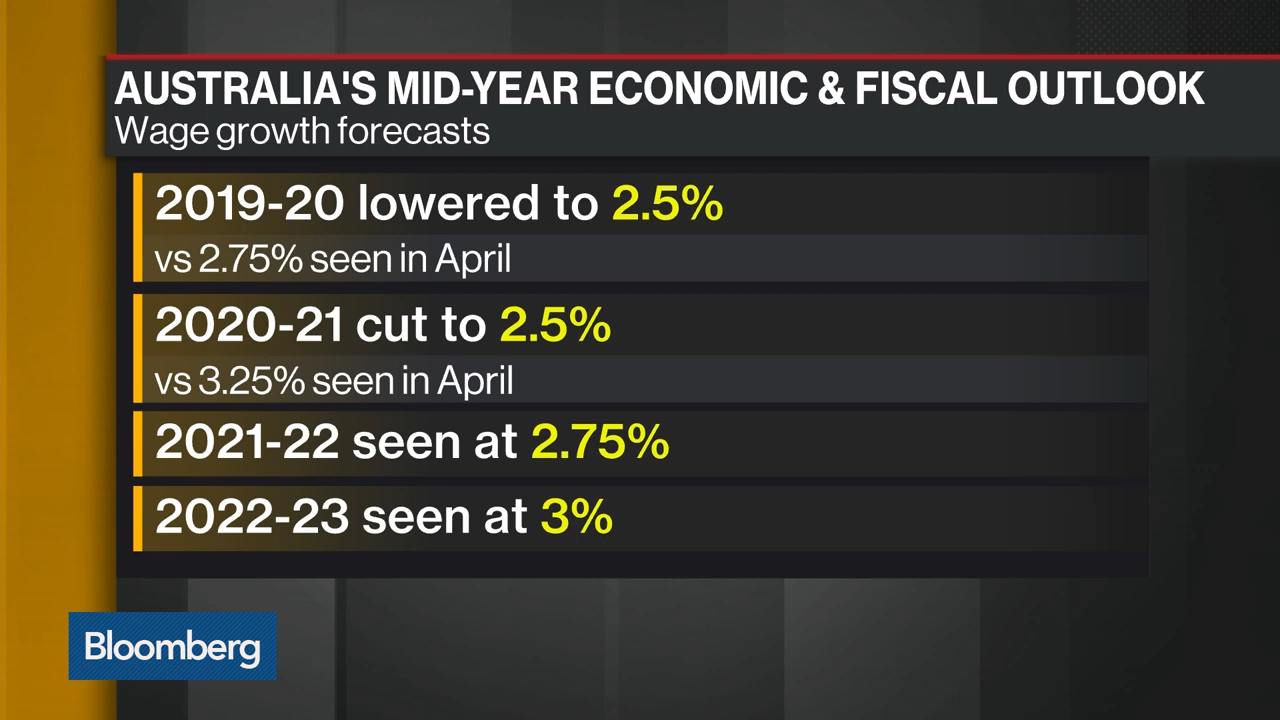 AUSTRALIA'S MID-YEAR ECONOMIC & FISCAL OUTLOOK
Wage growth forecasts
2019-20 lowered to 2.5%
vs 2.75% seen in April
2020-21 cut to 2.5%
vs 3.25% seen in April
2021-22 seen at 2.75%
2022-23 seen at 3%
Bloomberg